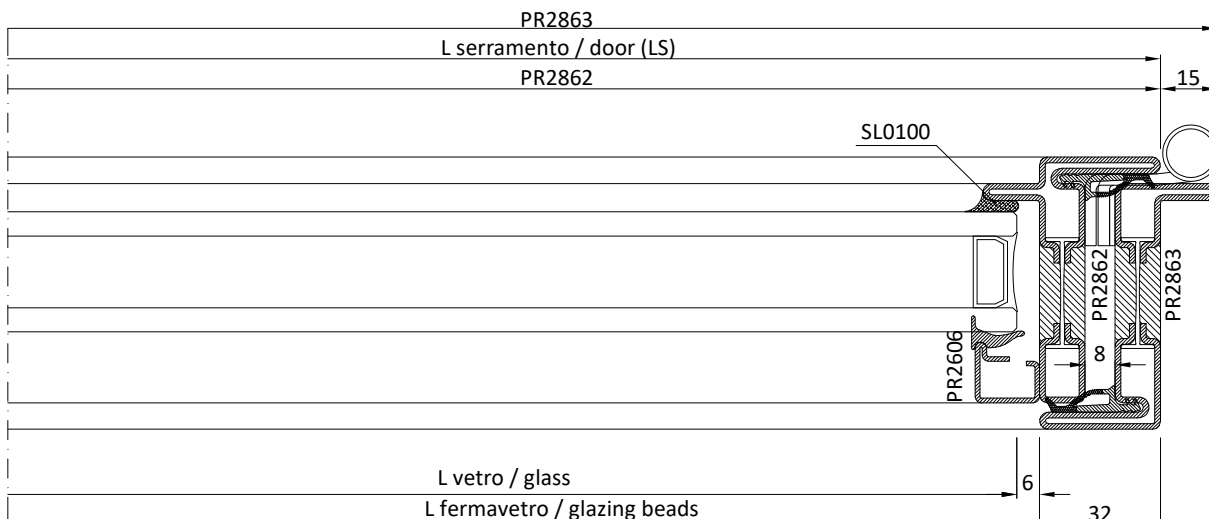 PR2863
L serramento / door (LS)
PR2862
15
SL0100
PR2862
PR2863
8
PR2606
L vetro / glass
6
L fermavetro / glazing beads
32